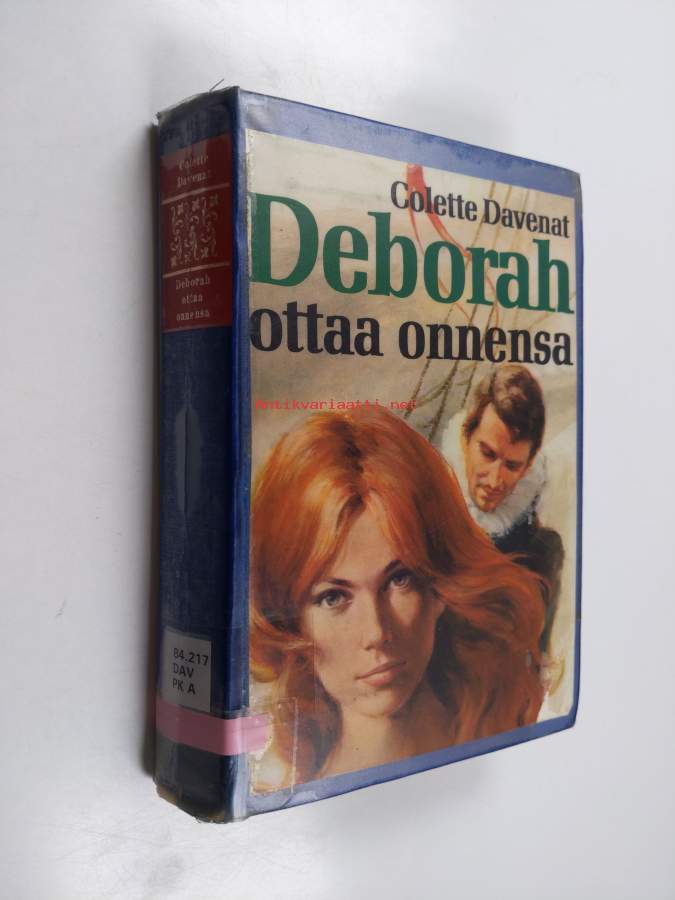 Colette
Davenat
Deborah
ottaa
onnensa
84.217
DAV
PK A
Colette Davenat
Deborah
ottaa onnensa
Antikvariaatti.net